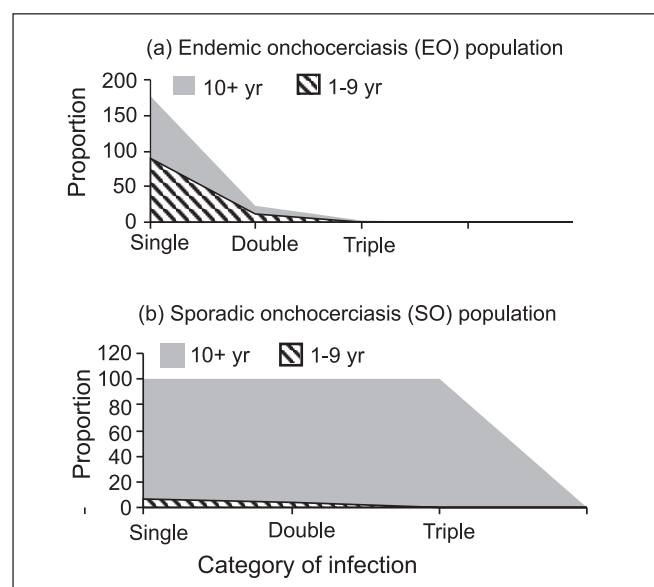 (a) Endemic onchocerciasis (EO) population
10+ yr
1-9 yr
Proportion
200
150
100
50
0
Single
Double
Triple
(b) Sporadic onchocerciasis (SO) population
10+ yr
1-9 yr
- Proportion
120
100
80
60
40
20
0
Single
Double
Triple
Category of infection